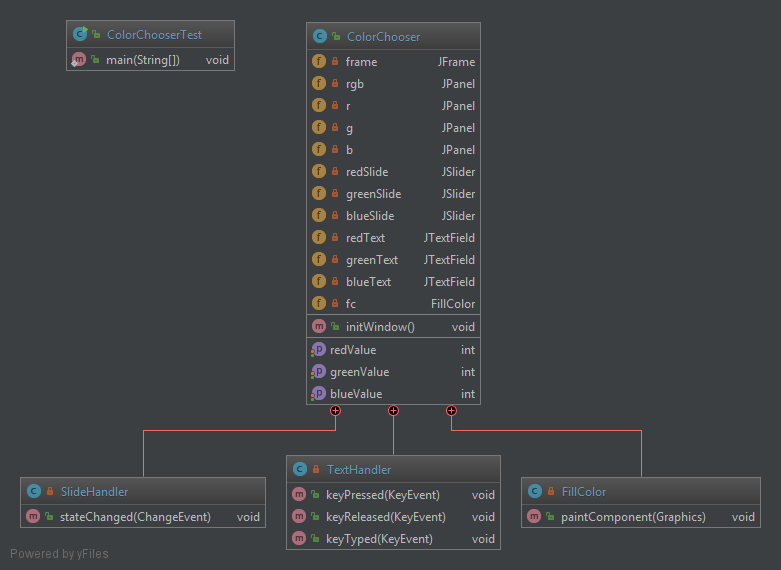 ColorChooserTest
main(String[]) void
ColorChooser
frame JFrame
rgb JPanel
r JPanel
g JPanel
b JPanel
redSlide JSlider
greenSlide JSlider
blueSlide JSlider
redText JTextField
greenText JTextField
blueText JTextField
fc FillColor
initWindow() void
redValue int
greenValue int
blueValue int
SlideHandler
stateChanged(ChangeEvent) void
TextHandler
keyPressed(KeyEvent) void
keyReleased(KeyEvent) void
keyTyped(KeyEvent) void
FillColor
paintComponent(Graphics) void
Powered by yFiles